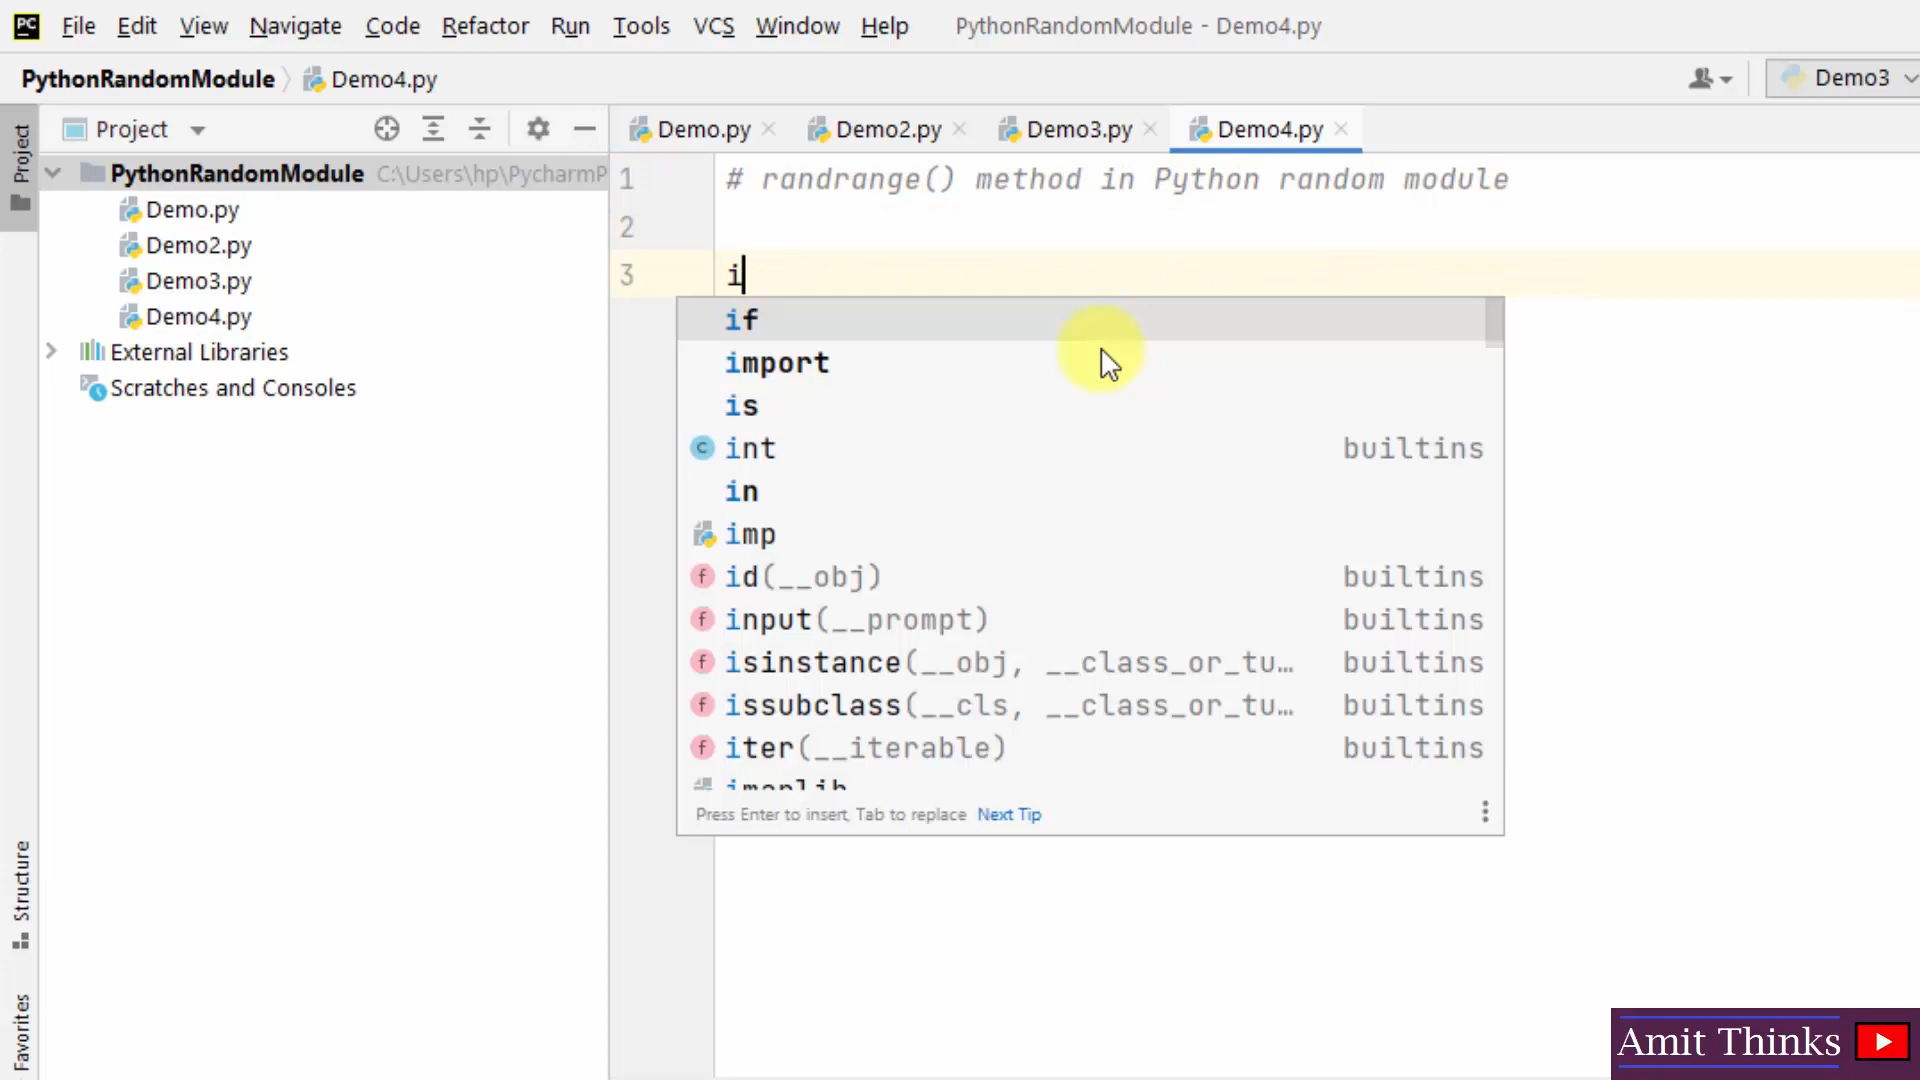 PC File Edit View Navigate Code Refactor Run Tools VCS Window Help PythonRandomModule - Demo4.py
PythonRandomModule Demo4.py Demo3
Project
Project
Demo.py Demo2.py Demo3.py Demo4.py
PythonRandomModule C:\Users\hp\PycharmP
Demo.py
Demo2.py
Demo3.py
Demo4.py
External Libraries
Scratches and Consoles
1 # randrange() method in Python random module
2
3 i
if
import
is
c int builtins
in
imp
f id(__obj) builtins
f input(__prompt) builtins
f isinstance(__obj, __class_or_tu… builtins
f issubclass(__cls, __class_or_tu… builtins
f iter(__iterable) builtins
imaplib
Press Enter to insert, Tab to replace Next Tip
Structure
Favorites
Amit Thinks